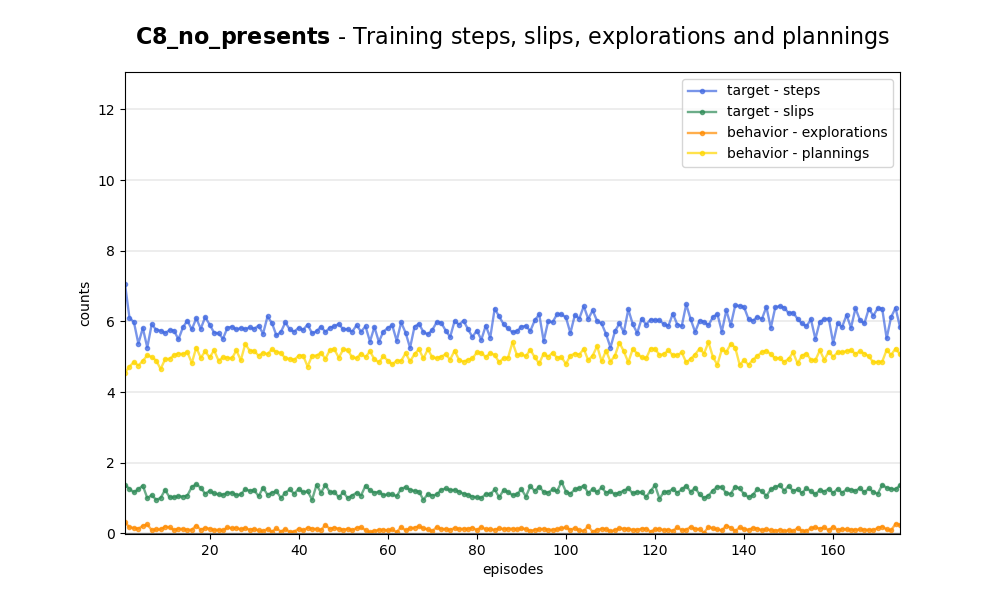 C8_no_presents - Training steps, slips, explorations and plannings
target - steps
target - slips
behavior - explorations
behavior - plannings
counts
12
10
8
6
4
2
0
20 40 60 80 100 120 140 160
episodes